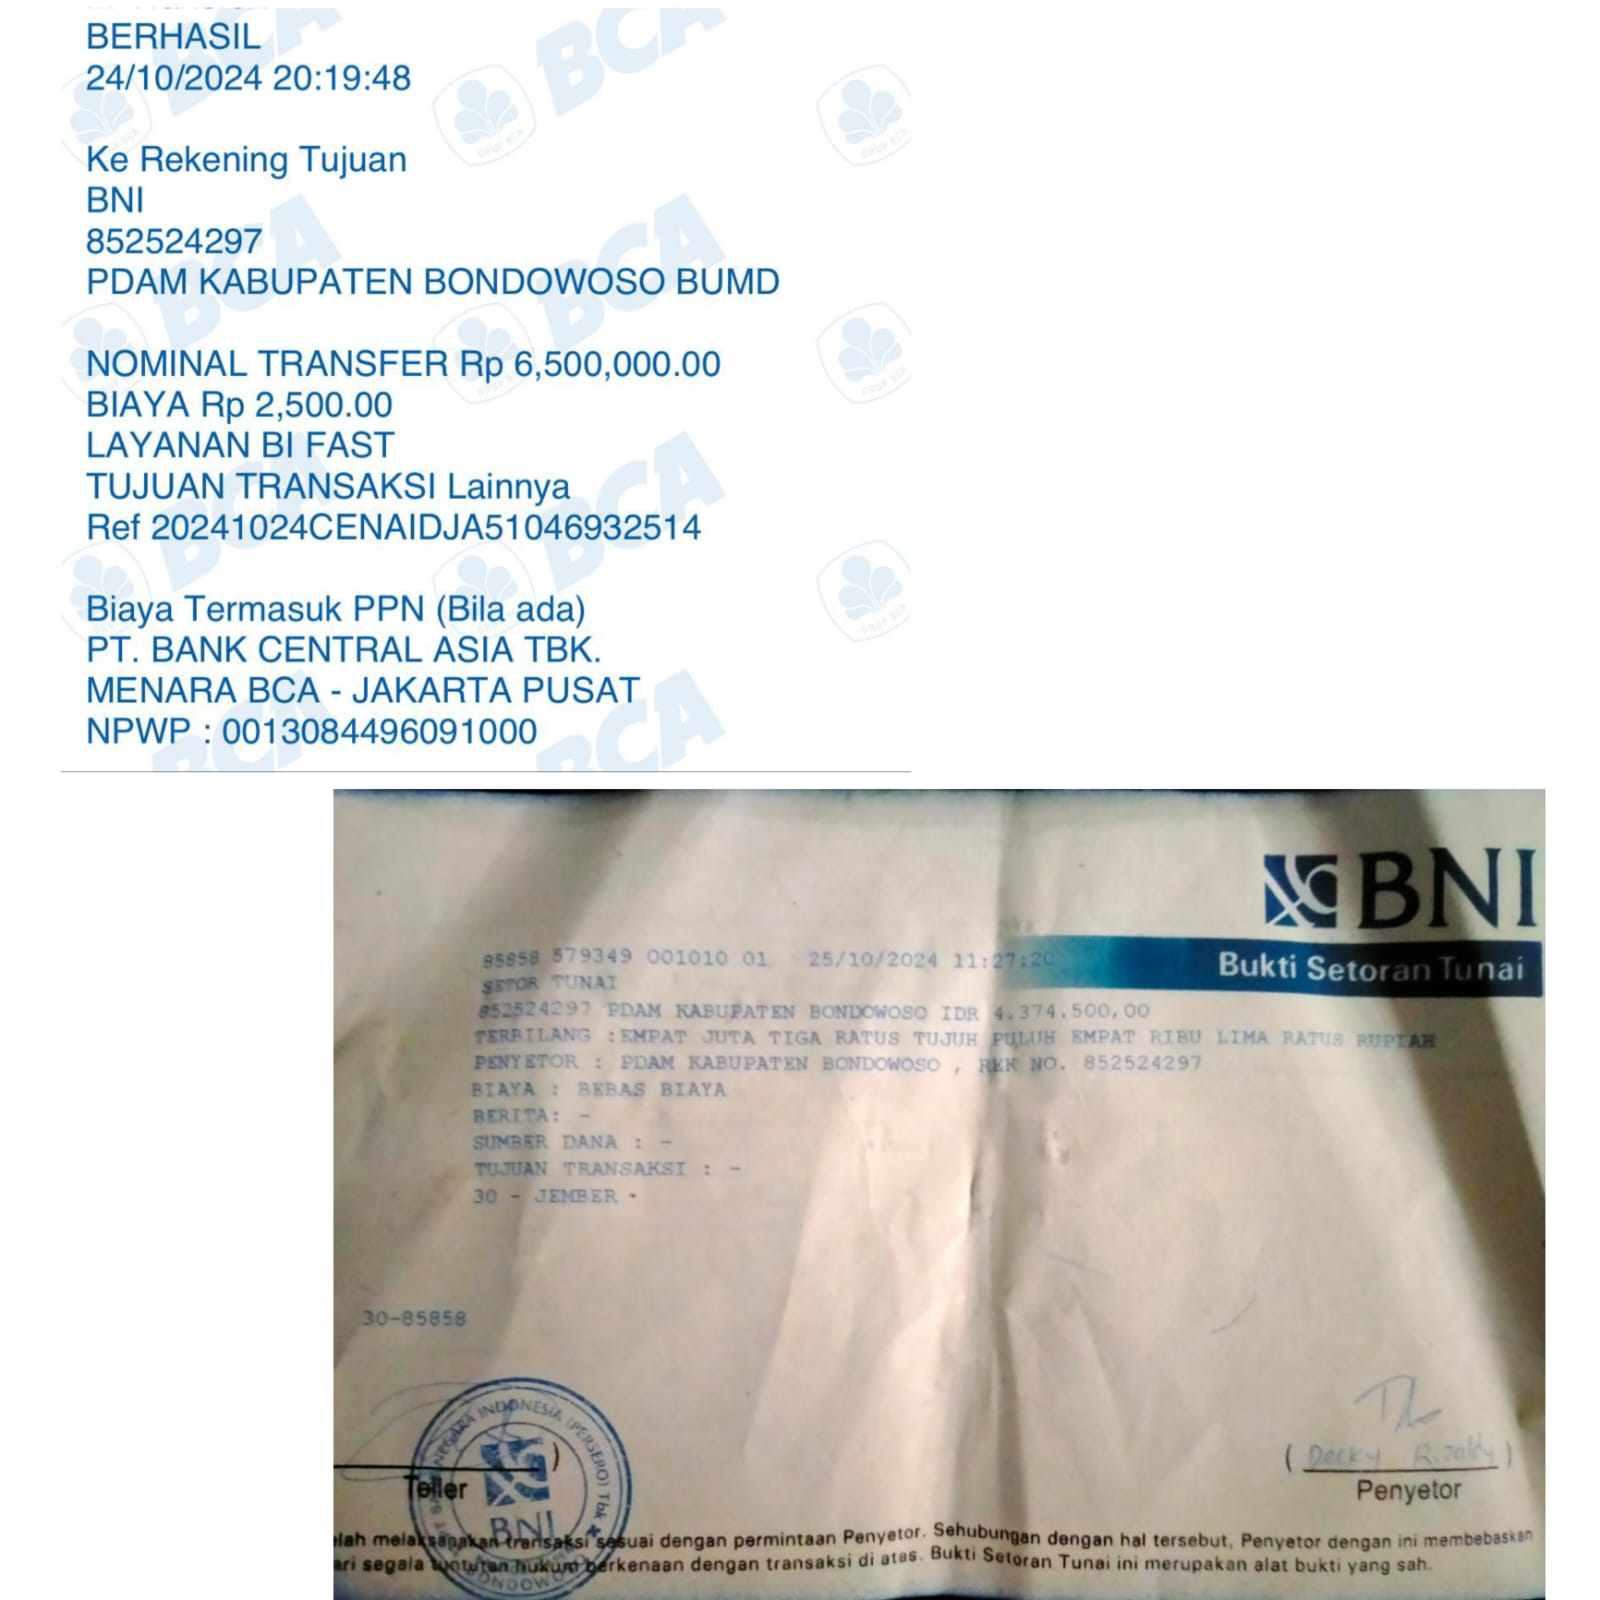 BERHASIL
24/10/2024 20:19:48
Ke Rekening Tujuan
BNI
852524297
PDAM KABUPATEN BONDOWOSO BUMD
NOMINAL TRANSFER Rp 6,500,000.00
BIAYA Rp 2,500.00
LAYANAN BI FAST
TUJUAN TRANSAKSI Lainnya
Ref 20241024CENAIDJA51046932514
Biaya Termasuk PPN (Bila ada)
PT. BANK CENTRAL ASIA TBK.
MENARA BCA - JAKARTA PUSAT
NPWP : 0013084496091000
BNI
Bukti Setoran Tunai
85858 579349 001010 01 25/10/2024 11:27:20
SETOR TUNAI
852524297 PDAM KABUPATEN BONDOWOSO IDR 4.374.500,00
TERBILANG :EMPAT JUTA TIGA RATUS TUJUH PULUH EMPAT RIBU LIMA RATUS RUPIAH
PENYETOR : PDAM KABUPATEN BONDOWOSO , REK NO. 852524297
BIAYA : BEBAS BIAYA
BERITA: -
SUMBER DANA : -
TUJUAN TRANSAKSI : -
30 - JEMBER -
30-85858
NEGARA INDONESIA (PERSERO) Tbk
BNI
BONDOWOSO
Teller
( Decky Rizaldy )
Penyetor
elah melaksanakan transaksi sesuai dengan permintaan Penyetor. Sehubungan dengan hal tersebut, Penyetor dengan ini membebaskan
ari segala tuntutan hukum berkenaan dengan transaksi di atas. Bukti Setoran Tunai ini merupakan alat bukti yang sah.